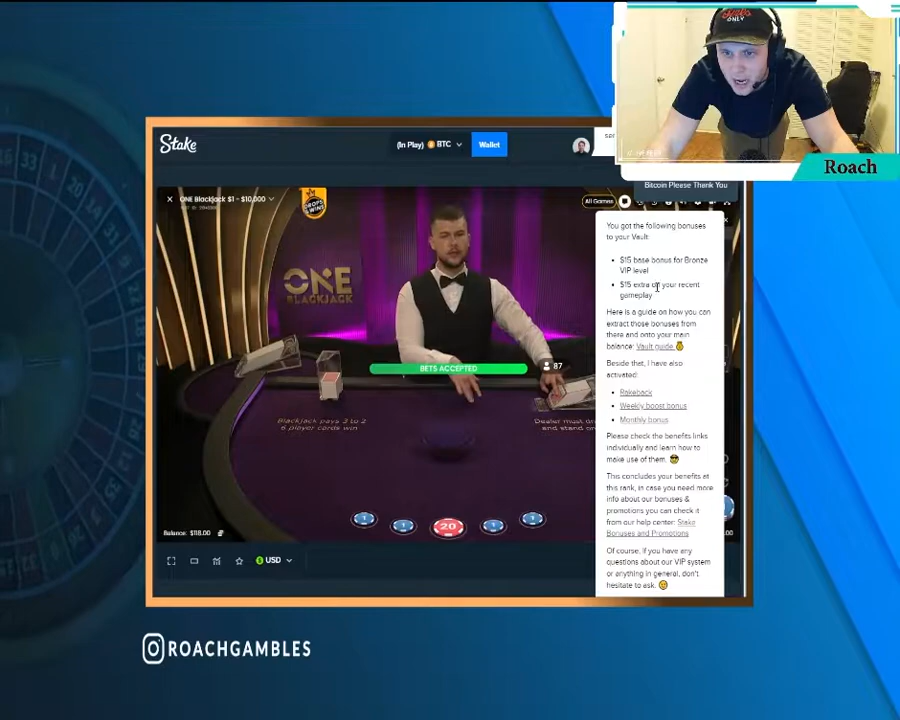 ONLY
Roach
Stake
(In Play)
BTC
Wallet
Bitcoin Please Thank You
ONE Blackjack $1 - $10,000
DROPS
WINS
All Games
You got the following bonuses
to your Vault:
• $15 base bonus for Bronze
VIP level
• $15 extra on your recent
gameplay
Here is a guide on how you can
extract those bonuses from
there and onto your main
balance: Vault guide 💰
Beside that, I have also
activated:
• Rakeback
• Weekly boost bonus
• Monthly bonus
Please check the benefits links
individually and learn how to
make use of them. 😎
This concludes your benefits at
this rank, in case you need more
info about our bonuses &
promotions you can check it
from our help center: Stake
Bonuses and Promotions
Of course, if you have any
questions about our VIP system
or anything in general, don't
hesitate to ask. 🙂
ONE
BLACKJACK
BETS ACCEPTED
87
Blackjack pays 3 to 2
6 player cards win
Dealer must
and stand on
1
1
20
1
1
Balance: $118.00
USD
ROACHGAMBLES